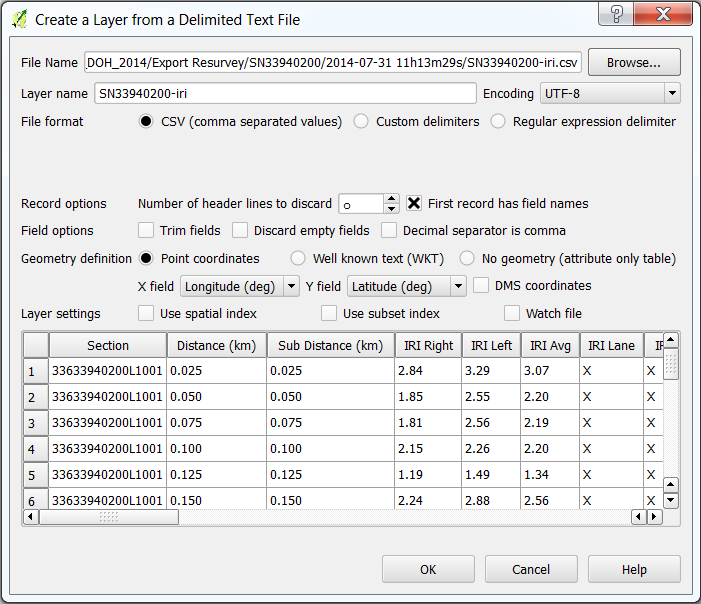 Create a Layer from a Delimited Text File
File Name DOH_2014/Export Resurvey/SN33940200/2014-07-31 11h13m29s/SN33940200-iri.csv Browse...
Layer name SN33940200-iri Encoding UTF-8
File format CSV (comma separated values) Custom delimiters Regular expression delimiter
Record options Number of header lines to discard 0 First record has field names
Field options Trim fields Discard empty fields Decimal separator is comma
Geometry definition Point coordinates Well known text (WKT) No geometry (attribute only table)
X field Longitude (deg) Y field Latitude (deg) DMS coordinates
Layer settings Use spatial index Use subset index Watch file
Section Distance (km) Sub Distance (km) IRI Right IRI Left IRI Avg IRI Lane
1 33633940200L1001 0.025 0.025 2.84 3.29 3.07 X X
2 33633940200L1001 0.050 0.050 1.85 2.55 2.20 X X
3 33633940200L1001 0.075 0.075 1.81 2.56 2.19 X X
4 33633940200L1001 0.100 0.100 2.15 2.26 2.20 X X
5 33633940200L1001 0.125 0.125 1.19 1.49 1.34 X X
6 33633940200L1001 0.150 0.150 2.24 2.88 2.56 X X
OK Cancel Help